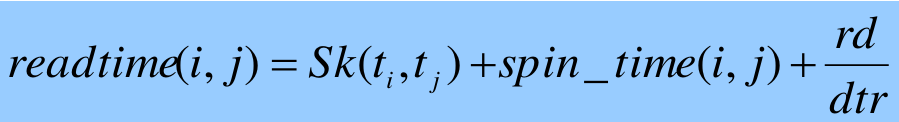 readtime(i, j) = Sk(t_i,t_j)+spin_time(i, j)+ rd/dtr